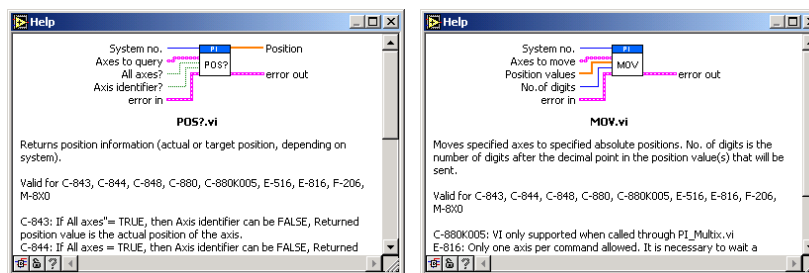 Help
System no.
Axes to query
All axes?
Axis identifier?
error in
PI
POS?
Position
error out
POS?.vi
Returns position information (actual or target position, depending on
system).
Valid for C-843, C-844, C-848, C-880, C-880K005, E-516, E-816, F-206,
M-8X0
C-843: If All axes"= TRUE, then Axis identifier can be FALSE, Returned
position value is the actual position of the axis.
C-844: If All axes = TRUE, then Axis identifier can be FALSE, Returned
?
Help
System no.
Axes to move
Position values
No.of digits
error in
PI
MOV
error out
MOV.vi
Moves specified axes to specified absolute positions. No. of digits is the
number of digits after the decimal point in the position value(s) that will be
sent.
Valid for C-843, C-844, C-848, C-880, C-880K005, E-516, E-816, F-206,
M-8X0
C-880K005: VI only supported when called through PI_Multix.vi
E-816: Only one axis per command allowed. It is necessary to wait a
?